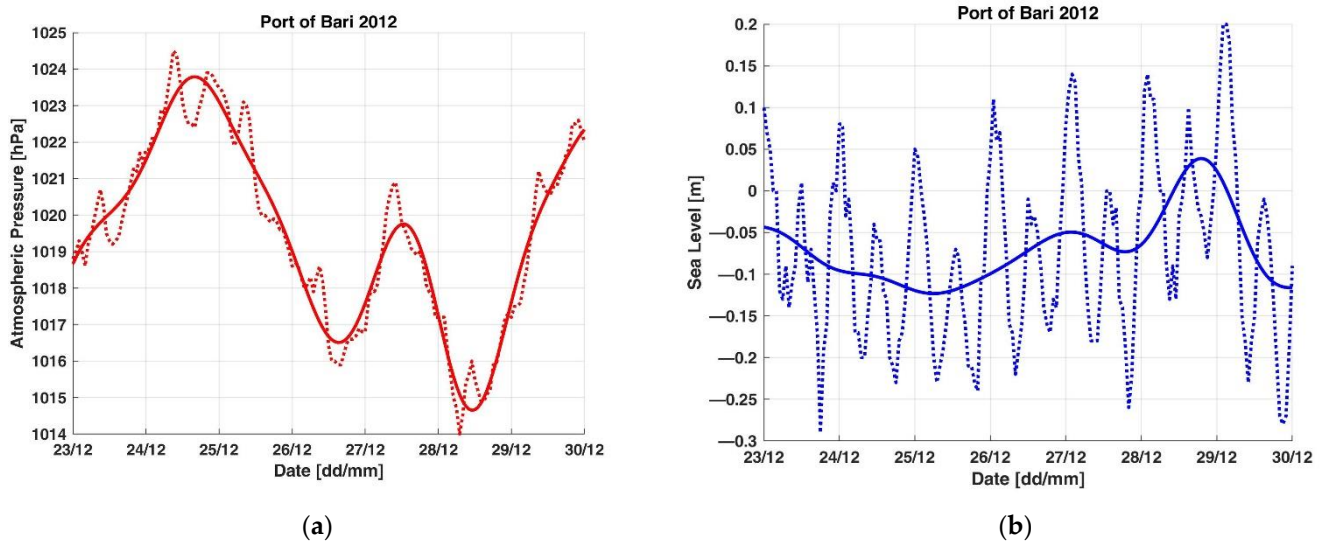 Port of Bari 2012
1025
1024
1023
1022
1021
1020
1019
1018
1017
1016
1015
1014
Atmospheric Pressure [hPa]
23/12 24/12 25/12 26/12 27/12 28/12 29/12 30/12
Date [dd/mm]
(a)
Port of Bari 2012
0.2
0.15
0.1
0.05
0
—0.05
—0.1
—0.15
—0.2
—0.25
—0.3
Sea Level [m]
23/12 24/12 25/12 26/12 27/12 28/12 29/12 30/12
Date [dd/mm]
(b)